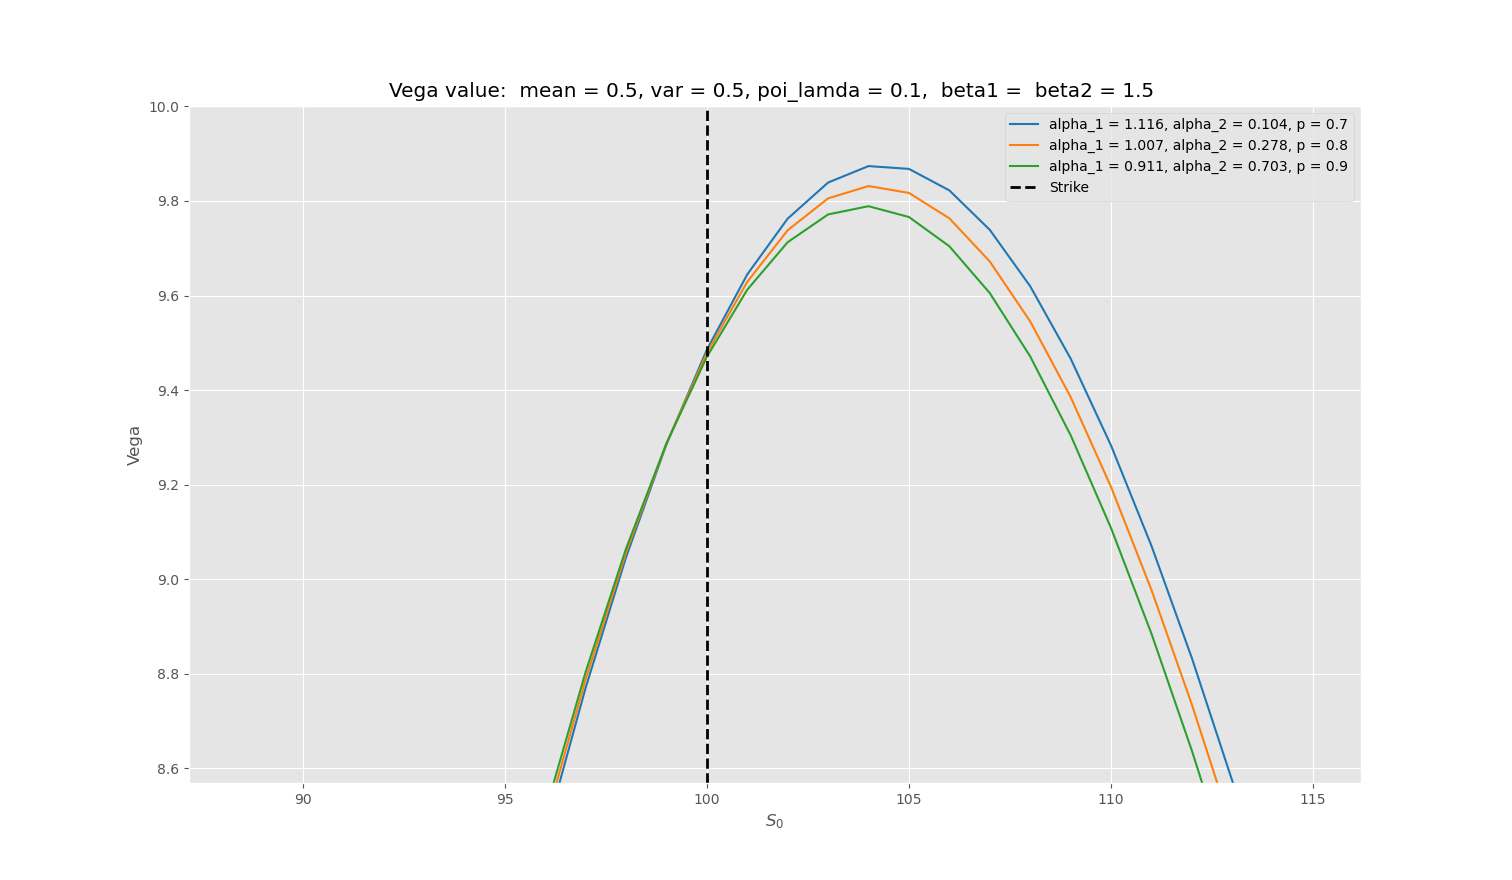 Vega value:  mean = 0.5, var = 0.5, poi_lamda = 0.1,  beta1 =  beta2 = 1.5
alpha_1 = 1.116, alpha_2 = 0.104, p = 0.7
alpha_1 = 1.007, alpha_2 = 0.278, p = 0.8
alpha_1 = 0.911, alpha_2 = 0.703, p = 0.9
Strike
10.0
9.8
9.6
9.4
9.2
9.0
8.8
8.6
Vega
90 95 100 105 110 115
S₀